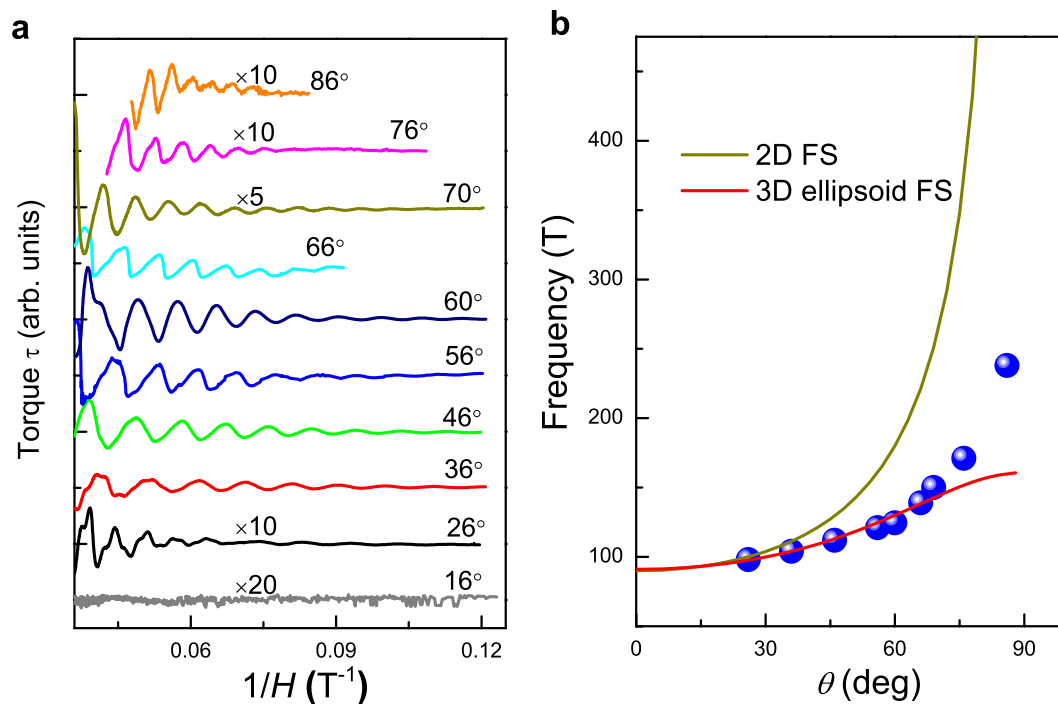 a
Torque τ (arb. units)
×10 86°
×10 76°
×5 70°
66°
60°
56°
46°
36°
×10 26°
×20 16°
0.06 0.09 0.12
1/H (T⁻¹)
b
Frequency (T)
400
300
200
100
2D FS
3D ellipsoid FS
0 30 60 90
θ (deg)